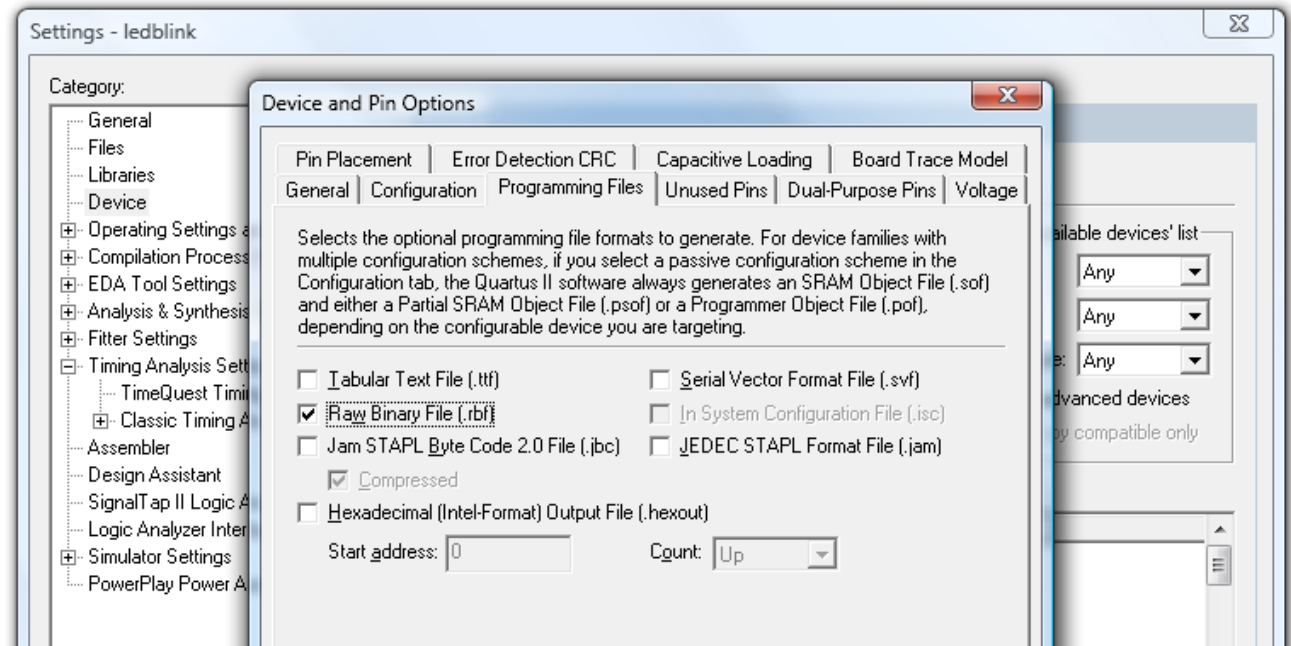 Settings - ledblink
Category:
General
Files
Libraries
Device
Operating Settings a
Compilation Process
EDA Tool Settings
Analysis & Synthesis
Fitter Settings
Timing Analysis Sett
TimeQuest Timi
Classic Timing A
Assembler
Design Assistant
SignalTap II Logic A
Logic Analyzer Inter
Simulator Settings
PowerPlay Power A
Device and Pin Options
Pin Placement Error Detection CRC Capacitive Loading Board Trace Model
General Configuration Programming Files Unused Pins Dual-Purpose Pins Voltage
Selects the optional programming file formats to generate. For device families with
multiple configuration schemes, if you select a passive configuration scheme in the
Configuration tab, the Quartus II software always generates an SRAM Object File (.sof)
and either a Partial SRAM Object File (.psof) or a Programmer Object File (.pof),
depending on the configurable device you are targeting.
Tabular Text File (.ttf) Serial Vector Format File (.svf)
Raw Binary File (.rbf) In System Configuration File (.isc)
Jam STAPL Byte Code 2.0 File (.jbc) JEDEC STAPL Format File (.jam)
Compressed
Hexadecimal (Intel-Format) Output File (.hexout)
Start address: 0 Count: Up
ailable devices' list
Any
Any
e: Any
dvanced devices
by compatible only